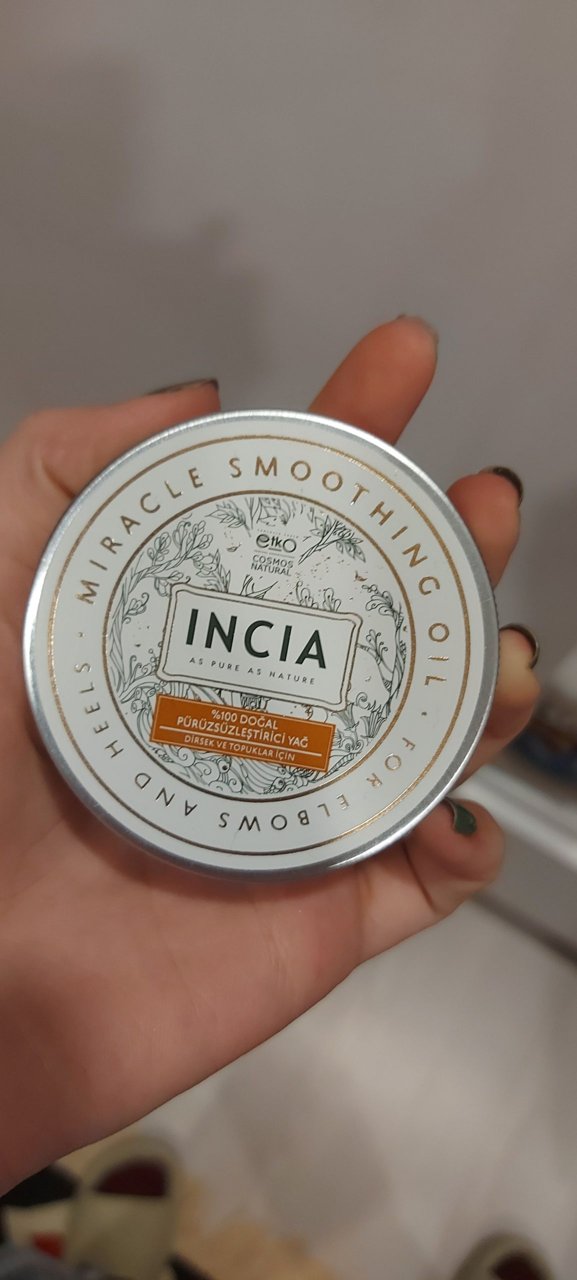 MIRACLE SMOOTHING OIL · FOR ELBOWS AND HEELS ·
etko
COSMOS
NATURAL
INCIA
AS PURE AS NATURE
%100 DOĞAL
PÜRÜZSÜZLEŞTİRİCİ YAĞ
DİRSEK VE TOPUKLAR İÇİN